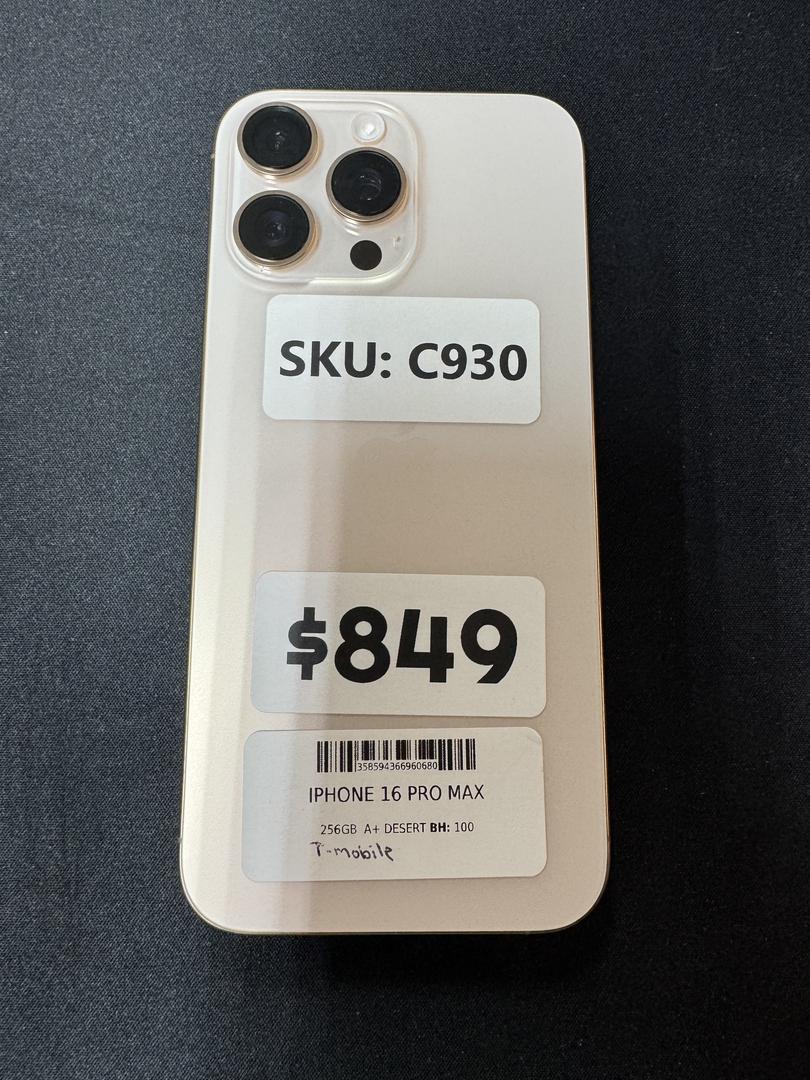 SKU: C930
$849
358594366960680
IPHONE 16 PRO MAX
256GB A+ DESERT BH: 100
T-mobile